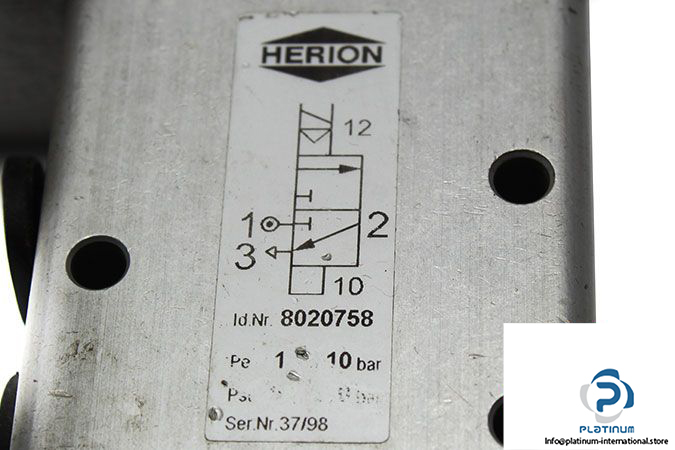 HERION
12
1
2
3
10
Id.Nr. 8020758
Pe 1 10 bar
bar
Ser.Nr.37/98
PLATINUM
Info@platinum-international.store